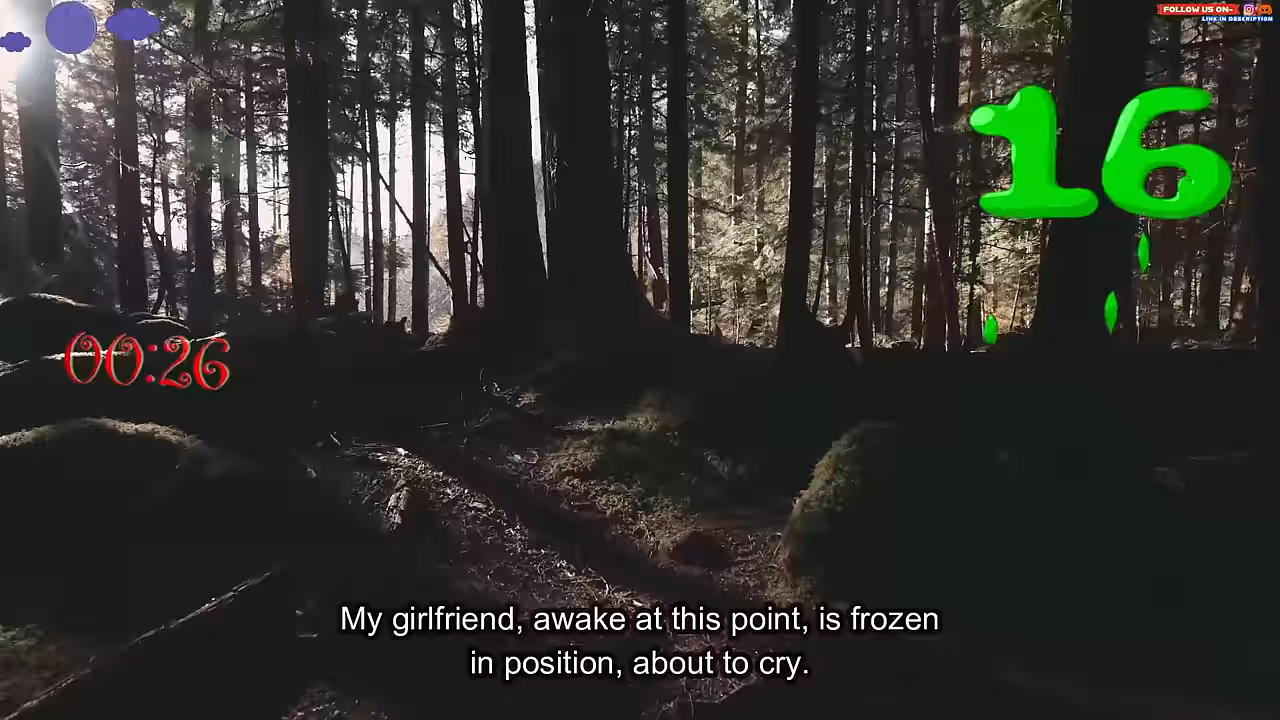 FOLLOW US ON-
LINK IN DESCRIPTION
16
00:26
My girlfriend, awake at this point, is frozen
in position, about to cry.